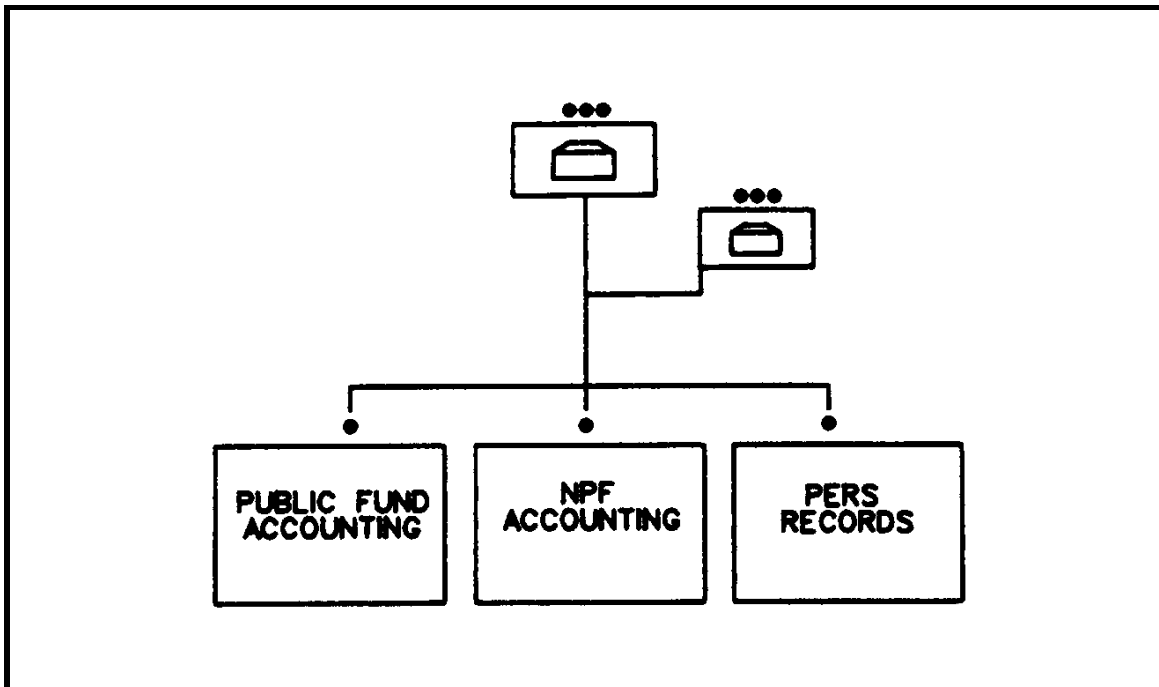 PUBLIC FUND
ACCOUNTING
NPF
ACCOUNTING
PERS
RECORDS